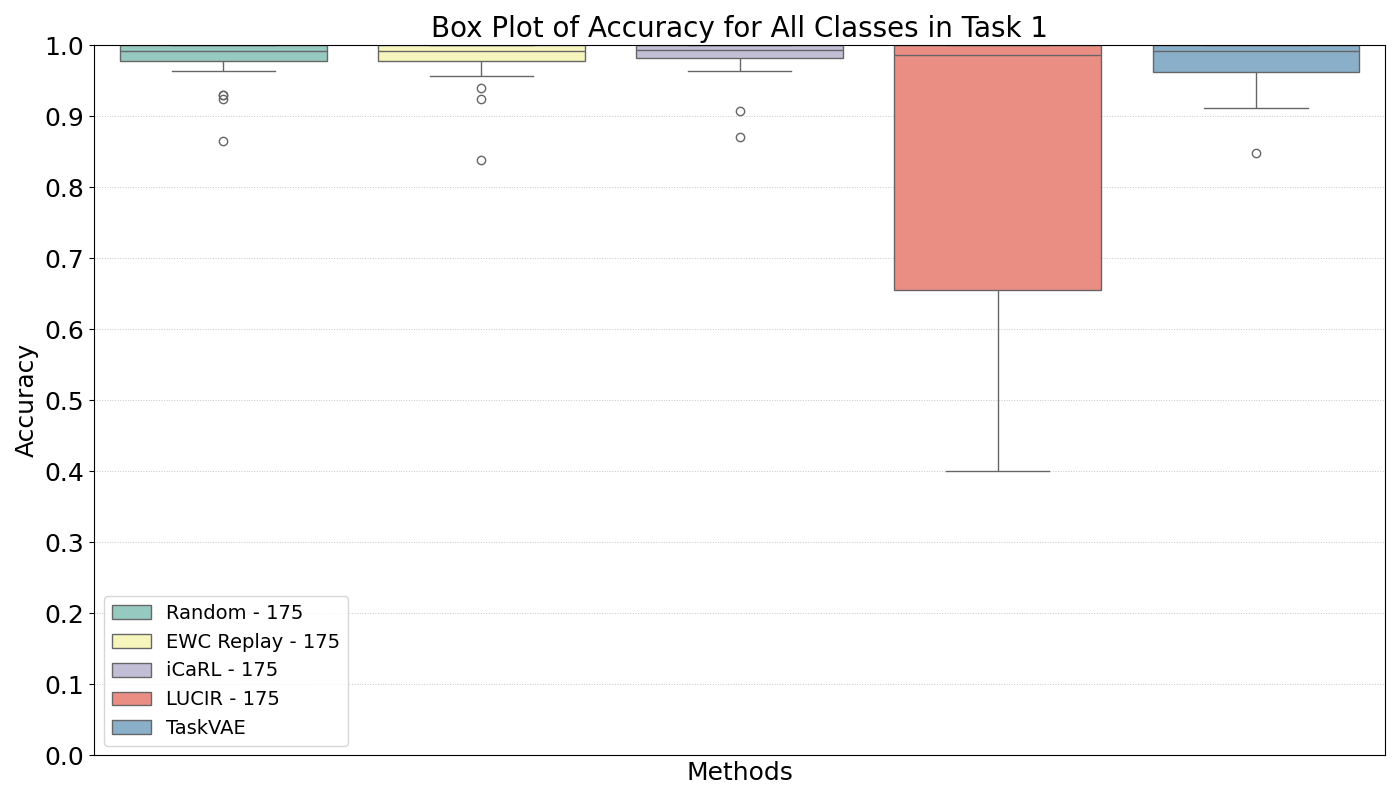 Box Plot of Accuracy for All Classes in Task 1
1.0
0.9
0.8
0.7
0.6
0.5
0.4
0.3
0.2
0.1
0.0
Accuracy
Random - 175
EWC Replay - 175
iCaRL - 175
LUCIR - 175
TaskVAE
Methods